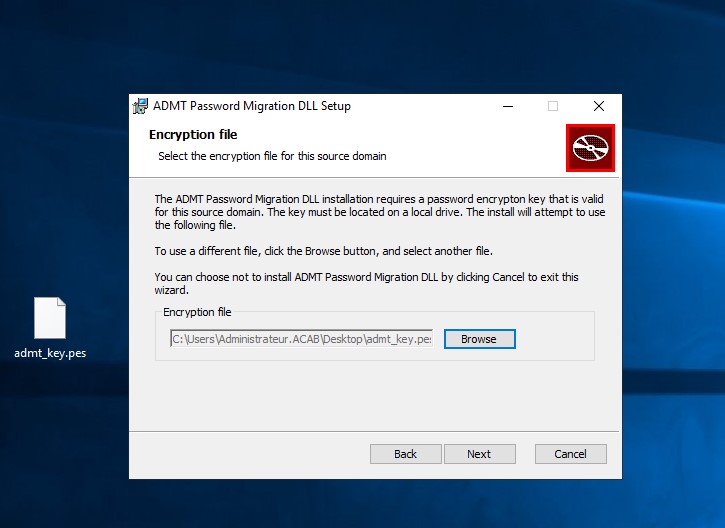 ADMT Password Migration DLL Setup
Encryption file
Select the encryption file for this source domain
The ADMT Password Migration DLL installation requires a password encrypton key that is valid
for this source domain. The key must be located on a local drive. The install will attempt to use
the following file.
To use a different file, click the Browse button, and select another file.
You can choose not to install ADMT Password Migration DLL by clicking Cancel to exit this
wizard.
Encryption file
C:\Users\Administrateur.ACAB\Desktop\admt_key.pes
Browse
admt_key.pes
Back
Next
Cancel